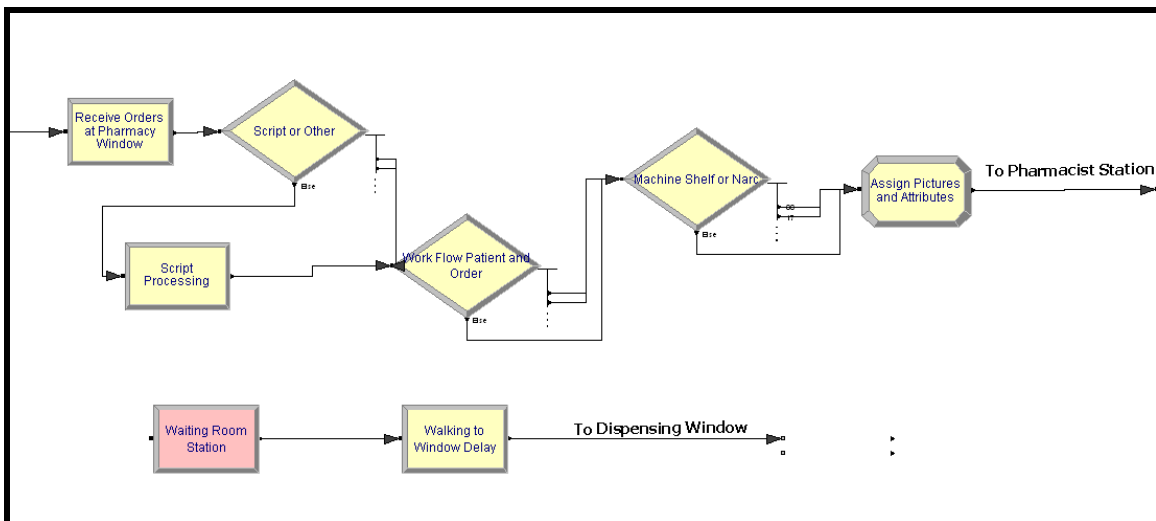 Receive Orders
at Pharmacy
Window
Script or Other
Else
Script
Processing
Work Flow Patient and
Order
Else
Machine Shelf or Narc
Else
Assign Pictures
and Attributes
To Pharmacist Station
Waiting Room
Station
Walking to
Window Delay
To Dispensing Window